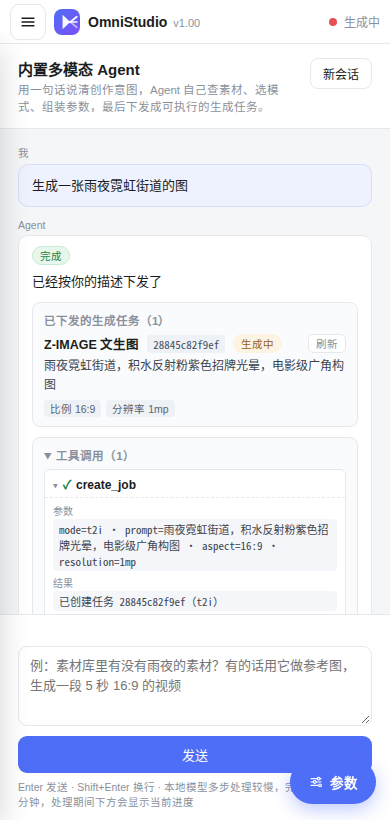 OmniStudio v1.00
生成中
内置多模态 Agent
新会话
用一句话说清创作意图，Agent 自己查素材、选模
式、组装参数，最后下发成可执行的生成任务。
我
生成一张雨夜霓虹街道的图
Agent
完成
已经按你的描述下发了
已下发的生成任务（1）
Z-IMAGE 文生图 28845c82f9ef 生成中 刷新
雨夜霓虹街道，积水反射粉紫色招牌光晕，电影级广角构
图
比例 16:9 分辨率 1mp
▼ 工具调用（1）
▾ ✓ create_job
参数
mode=t2i · prompt=雨夜霓虹街道，积水反射粉紫色招
牌光晕，电影级广角构图 · aspect=16:9 ·
resolution=1mp
结果
已创建任务 28845c82f9ef（t2i）
例：素材库里有没有雨夜的素材？有的话用它做参考图，
生成一段 5 秒 16:9 的视频
发送
Enter 发送 · Shift+Enter 换行 · 本地模型多步处理较慢，
分钟，处理期间下方会显示当前进度
参数